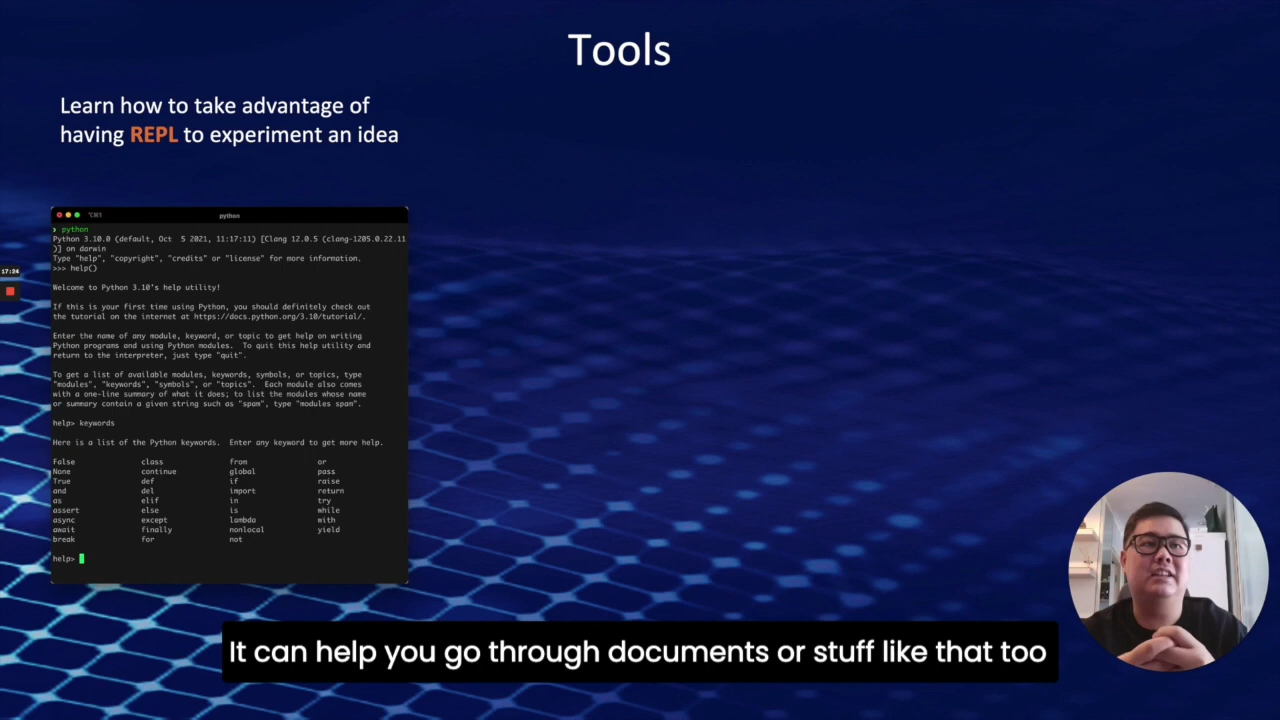 Tools
Learn how to take advantage of
having REPL to experiment an idea
⌥⌘1
python
› python
Python 3.10.0 (default, Oct  5 2021, 11:17:11) [Clang 12.0.5 (clang-1205.0.22.11
)] on darwin
Type "help", "copyright", "credits" or "license" for more information.
>>> help()
Welcome to Python 3.10's help utility!
If this is your first time using Python, you should definitely check out
the tutorial on the internet at https://docs.python.org/3.10/tutorial/.
Enter the name of any module, keyword, or topic to get help on writing
Python programs and using Python modules.  To quit this help utility and
return to the interpreter, just type "quit".
To get a list of available modules, keywords, symbols, or topics, type
"modules", "keywords", "symbols", or "topics".  Each module also comes
with a one-line summary of what it does; to list the modules whose name
or summary contain a given string such as "spam", type "modules spam".
help> keywords
Here is a list of the Python keywords.  Enter any keyword to get more help.
False class from or
None continue global pass
True def if raise
and del import return
as elif in try
assert else is while
async except lambda with
await finally nonlocal yield
break for not
help>
17:24
It can help you go through documents or stuff like that too